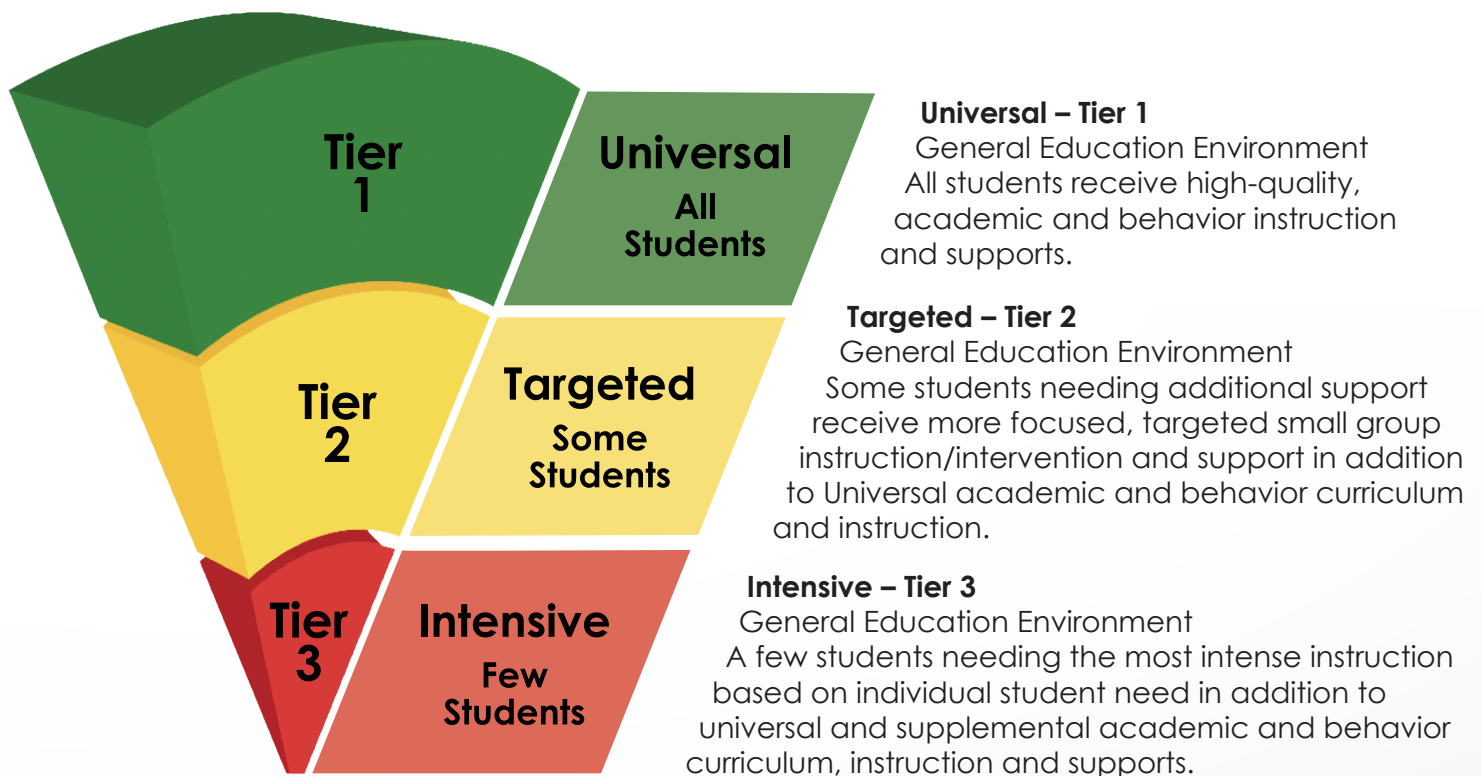 Tier
1
Universal
All
Students
Universal – Tier 1
General Education Environment
All students receive high-quality,
academic and behavior instruction
and supports.
Tier
2
Targeted
Some
Students
Targeted – Tier 2
General Education Environment
Some students needing additional support
receive more focused, targeted small group
instruction/intervention and support in addition
to Universal academic and behavior curriculum
and instruction.
Tier
3
Intensive
Few
Students
Intensive – Tier 3
General Education Environment
A few students needing the most intense instruction
based on individual student need in addition to
universal and supplemental academic and behavior
curriculum, instruction and supports.